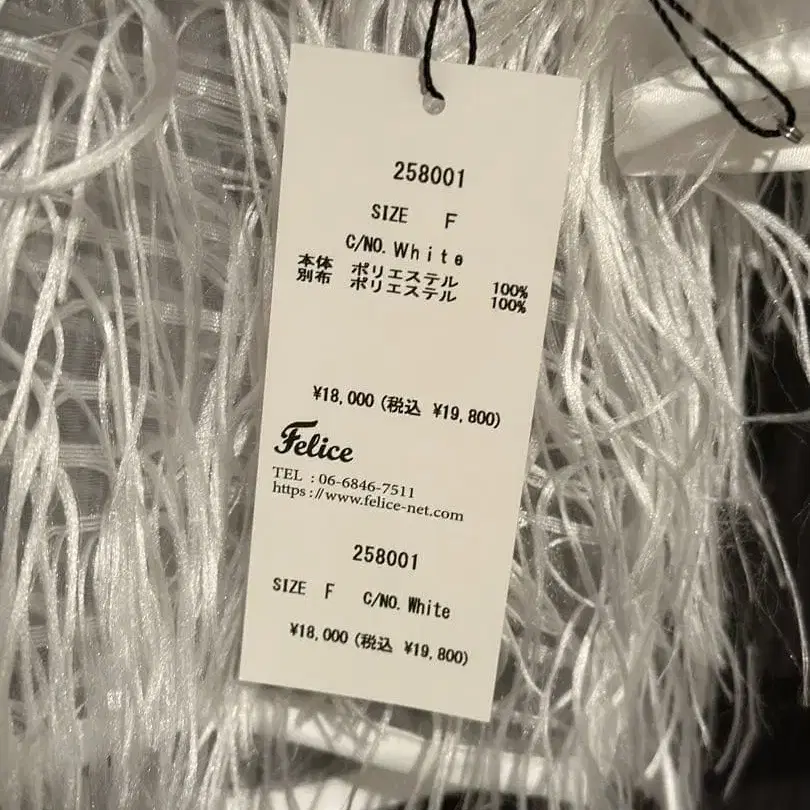 258001
SIZE F
C/NO. White
本体 ポリエステル 100%
別布 ポリエステル 100%
¥18,000 (税込 ¥19,800)
Felice
TEL : 06-6846-7511
https://www.felice-net.com
258001
SIZE F C/NO. White
¥18,000 (税込 ¥19,800)